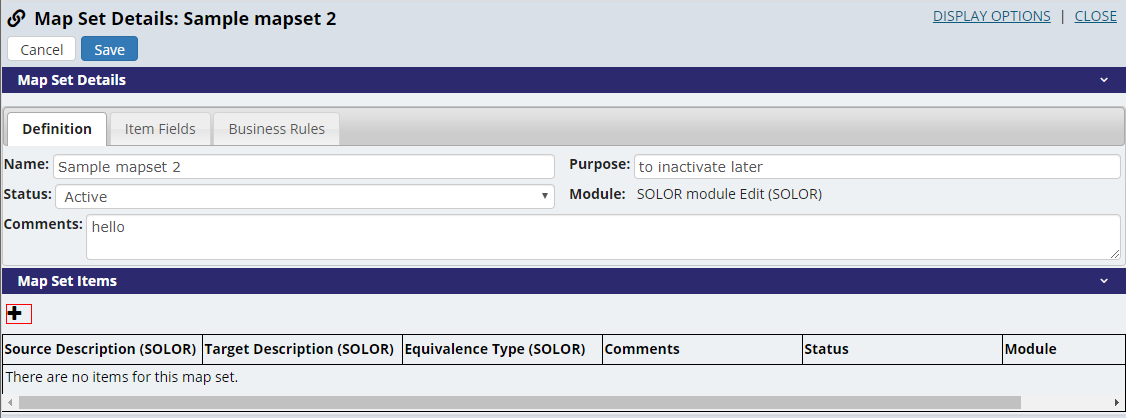 Map Set Details: Sample mapset 2
DISPLAY OPTIONS | CLOSE
Cancel Save
Map Set Details
Definition Item Fields Business Rules
Name: Sample mapset 2 Purpose: to inactivate later
Status: Active Module: SOLOR module Edit (SOLOR)
Comments: hello
Map Set Items
Source Description (SOLOR) Target Description (SOLOR) Equivalence Type (SOLOR) Comments Status Module
There are no items for this map set.